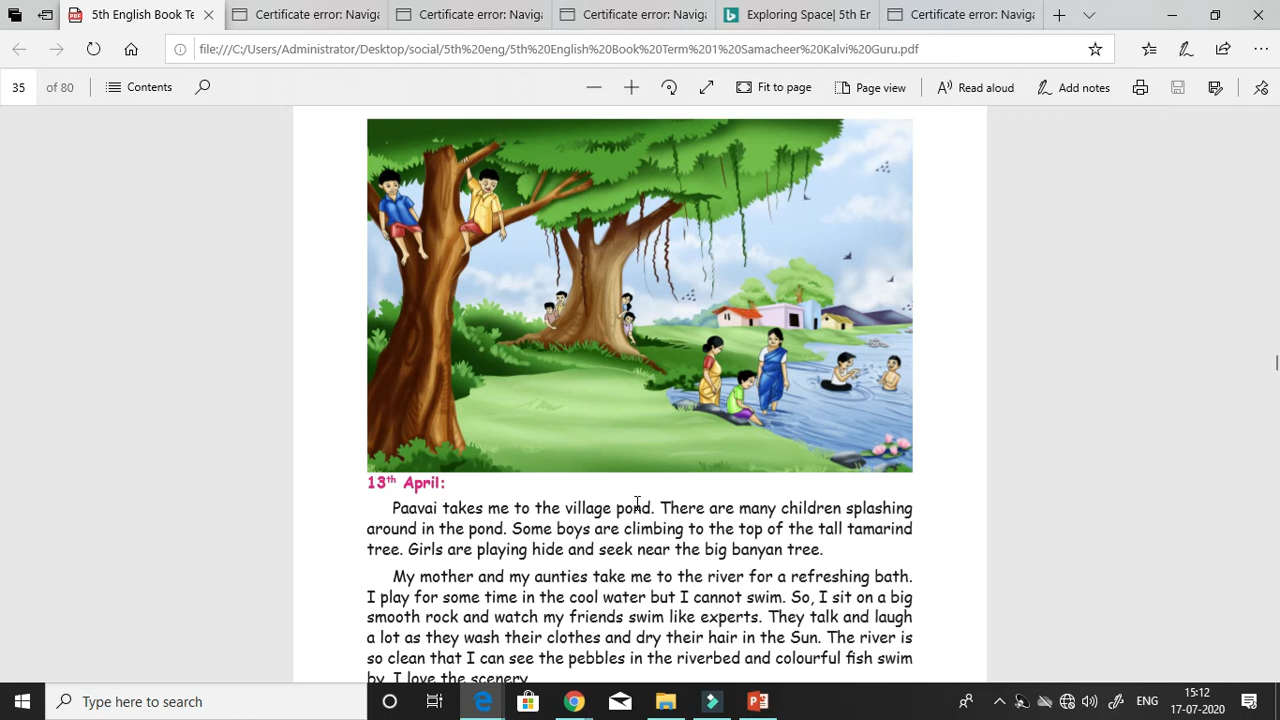 5th English Book Te
Certificate error: Naviga
Certificate error: Naviga
Certificate error: Naviga
Exploring Space| 5th Er
Certificate error: Naviga
file:///C:/Users/Administrator/Desktop/social/5th%20eng/5th%20English%20Book%20Term%201%20Samacheer%20Kalvi%20Guru.pdf
35 of 80 Contents Fit to page Page view Read aloud Add notes
13th April:
Paavai takes me to the village pond. There are many children splashing
around in the pond. Some boys are climbing to the top of the tall tamarind
tree. Girls are playing hide and seek near the big banyan tree.
My mother and my aunties take me to the river for a refreshing bath.
I play for some time in the cool water but I cannot swim. So, I sit on a big
smooth rock and watch my friends swim like experts. They talk and laugh
a lot as they wash their clothes and dry their hair in the Sun. The river is
so clean that I can see the pebbles in the riverbed and colourful fish swim
by. I love the scenery
Type here to search
ENG
15:12
17-07-2020